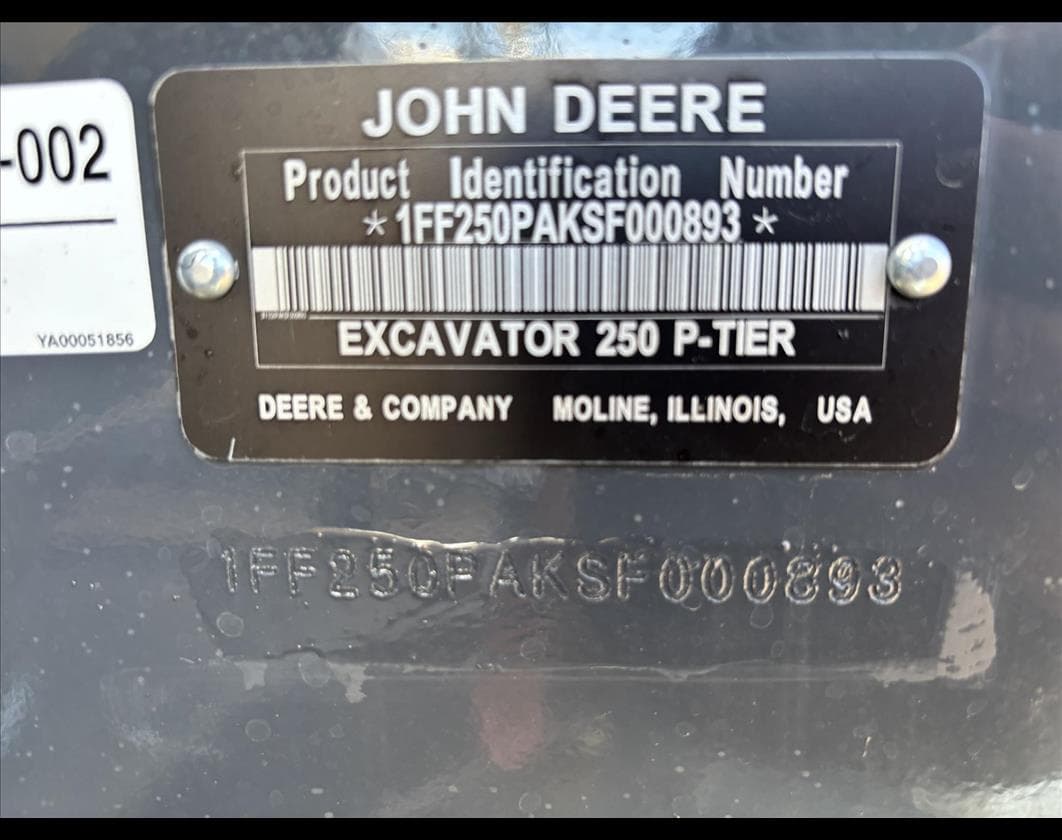 -002
YA00051856
JOHN DEERE
Product Identification Number
*1FF250PAKSF000893*
EXCAVATOR 250 P-TIER
DEERE & COMPANY MOLINE, ILLINOIS, USA
1FF250PAKSF000893